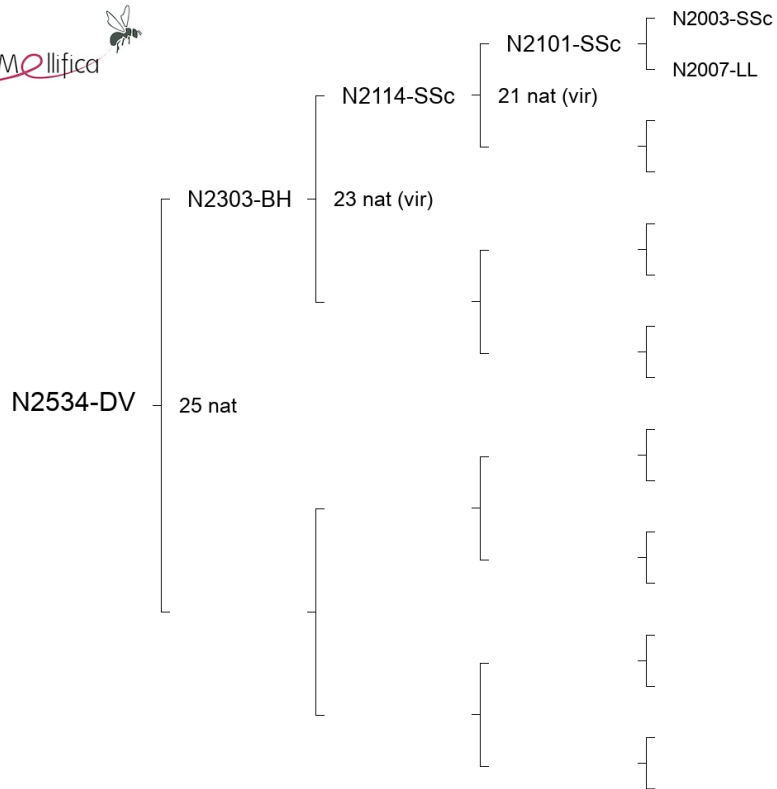 Mellifica
N2003-SSc
N2101-SSc
N2007-LL
N2114-SSc
21 nat (vir)
N2303-BH
23 nat (vir)
N2534-DV
25 nat